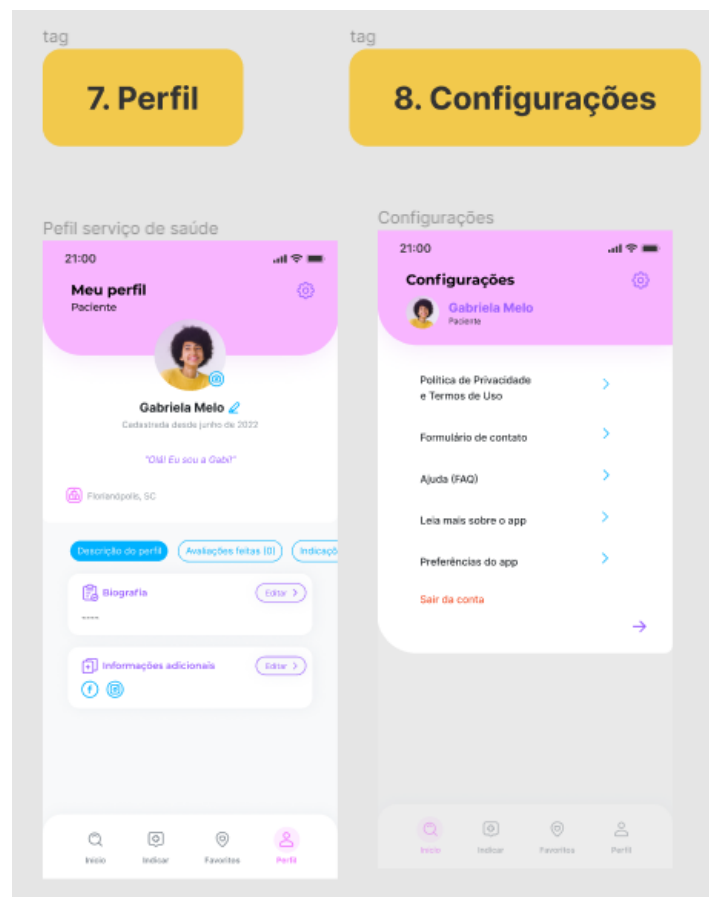 tag
7. Perfil
Pefil serviço de saúde
21:00
Meu perfil
Paciente
Gabriela Melo
Cadastrada desde junho de 2022
"Olá! Eu sou a Gabi!"
Florianópolis, SC
Descrição do perfil
Avaliações feitas (0)
Indicaçõ
Biografia
Editar >
----
Informações adicionais
Editar >
Início
Indicar
Favoritos
Perfil
tag
8. Configurações
Configurações
21:00
Configurações
Gabriela Melo
Paciente
Política de Privacidade
e Termos de Uso
Formulário de contato
Ajuda (FAQ)
Leia mais sobre o app
Preferências do app
Sair da conta
Início
Indicar
Favoritos
Perfil